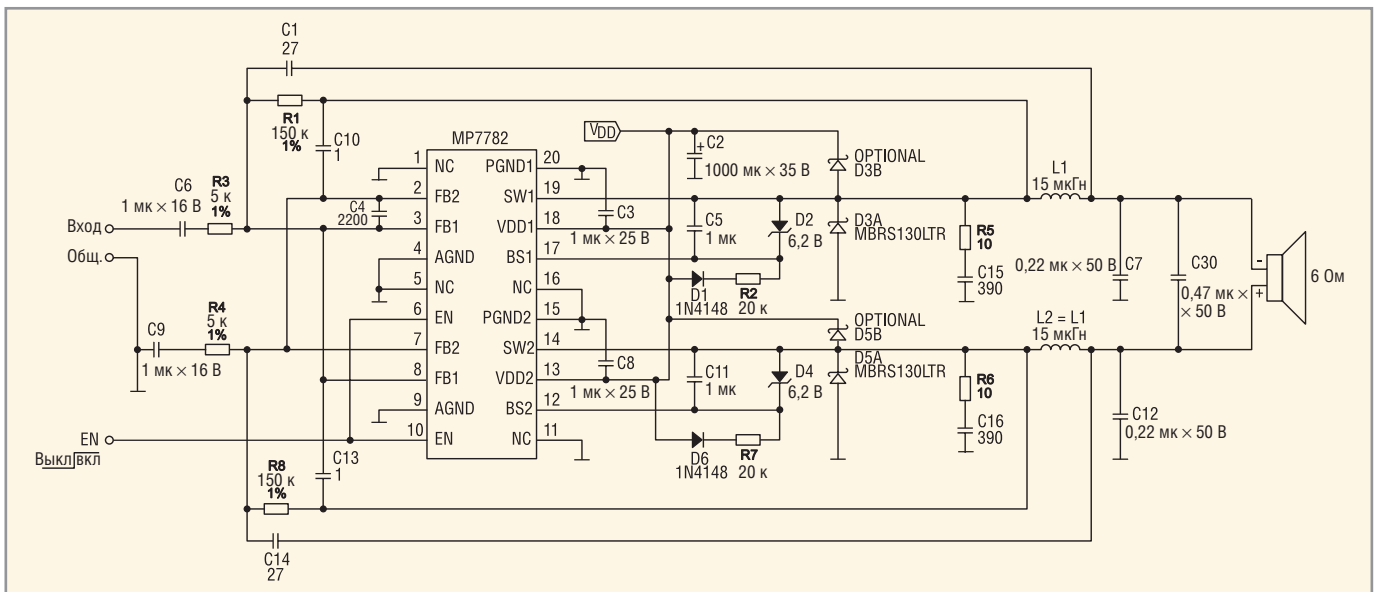 C1
27
R1
150 к
1%
C10
1
MP7782
VDD
C2
+
1000 мк × 35 В
OPTIONAL
D3B
L1
15 мкГн
1
NC
PGND1
20
2
FB2
SW1
19
3
FB1
VDD1
18
4
AGND
BS1
17
5
NC
NC
16
6
EN
PGND2
15
7
FB2
SW2
14
8
FB1
VDD2
13
9
AGND
BS2
12
10
EN
NC
11
C6
1 мк × 16 В
R3
5 к
1%
C4
2200
Вход
Общ.
R4
5 к
1%
C9
1 мк × 16 В
EN
Выкл/вкл
R8
150 к
1%
C13
1
C14
27
C3
1 мк × 25 В
C5
1 мк
D2
6,2 В
D3A
MBRS130LTR
R5
10
C15
390
0,22 мк × 50 В
C7
C30
0,47 мк ×
× 50 В
-
+
6 Ом
D1
1N4148
R2
20 к
OPTIONAL
D5B
L2 = L1
15 мкГн
C8
1 мк × 25 В
C11
1 мк
D4
6,2 В
D5A
MBRS130LTR
R6
10
C16
390
C12
0,22 мк × 50 В
D6
1N4148
R7
20 к